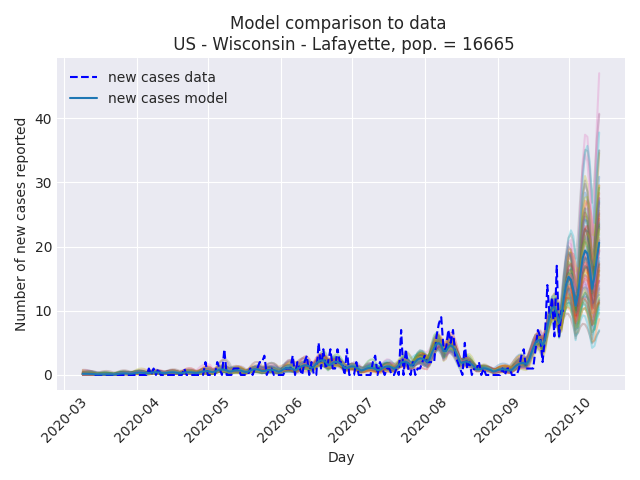 Model comparison to data
US - Wisconsin - Lafayette, pop. = 16665
new cases data
new cases model
Number of new cases reported
40
30
20
10
0
2020-03
2020-04
2020-05
2020-06
2020-07
2020-08
2020-09
2020-10
Day